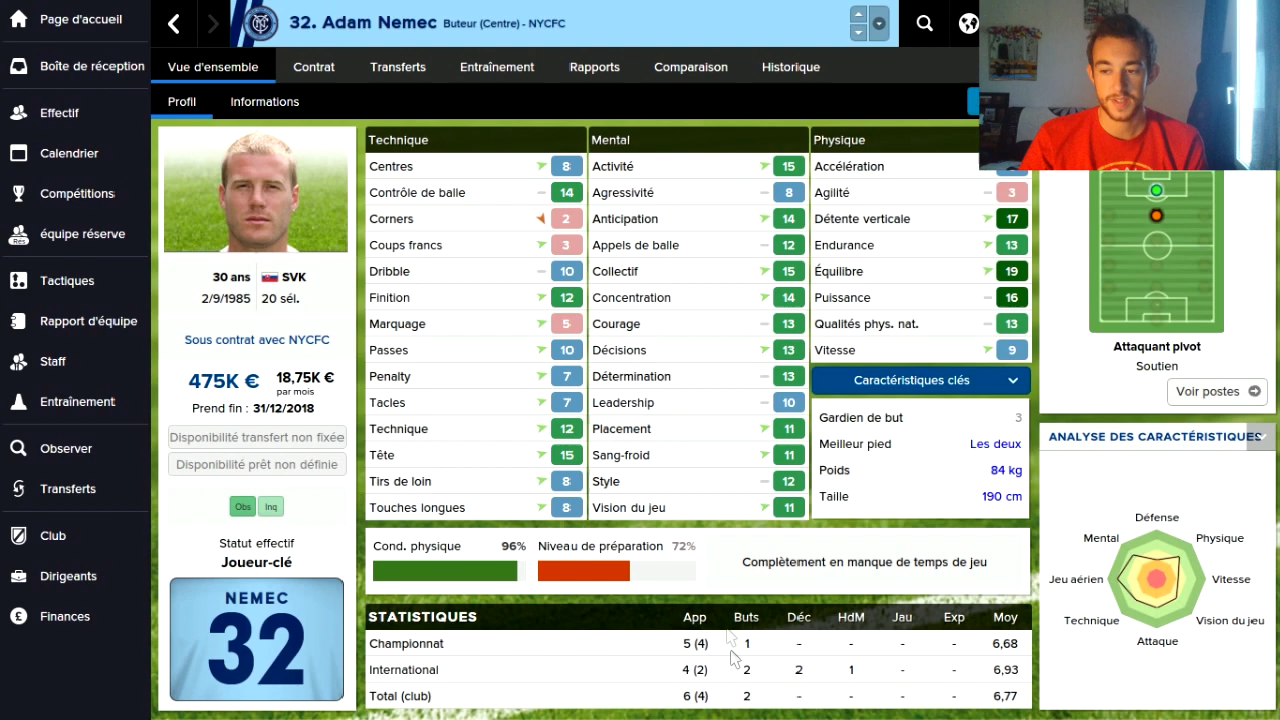 Page d'accueil
Boîte de réception
Effectif
Calendrier
Compétitions
équipe réserve
Tactiques
Rapport d'équipe
Staff
Entraînement
Observer
Transferts
Club
Dirigeants
Finances
32. Adam Nemec Buteur (Centre) - NYCFC
Vue d'ensemble Contrat Transferts Entraînement Rapports Comparaison Historique
Profil Informations
30 ans SVK
2/9/1985 20 sél.
Sous contrat avec NYCFC
475K € 18,75K €
par mois
Prend fin : 31/12/2018
Disponibilité transfert non fixée
Disponibilité prêt non définie
Obs Inq
Statut effectif
Joueur-clé
NEMEC
32
Technique
Centres 8
Contrôle de balle 14
Corners 2
Coups francs 3
Dribble 10
Finition 12
Marquage 5
Passes 10
Penalty 7
Tacles 7
Technique 12
Tête 15
Tirs de loin 8
Touches longues 8
Mental
Activité 15
Agressivité 8
Anticipation 14
Appels de balle 12
Collectif 15
Concentration 14
Courage 13
Décisions 13
Détermination 13
Leadership 10
Placement 11
Sang-froid 11
Style 12
Vision du jeu 11
Physique
Accélération
Agilité 3
Détente verticale 17
Endurance 13
Équilibre 19
Puissance 16
Qualités phys. nat. 13
Vitesse 9
Caractéristiques clés
Gardien de but 3
Meilleur pied Les deux
Poids 84 kg
Taille 190 cm
Cond. physique 96% Niveau de préparation 72%
Complètement en manque de temps de jeu
STATISTIQUES App Buts Déc HdM Jau Exp Moy
Championnat 5 (4) 1 - - - - 6,68
International 4 (2) 2 2 1 - - 6,93
Total (club) 6 (4) 2 - - - - 6,77
Attaquant pivot
Soutien
Voir postes
ANALYSE DES CARACTÉRISTIQUES
Défense
Mental Physique
Jeu aérien Vitesse
Technique Vision du jeu
Attaque